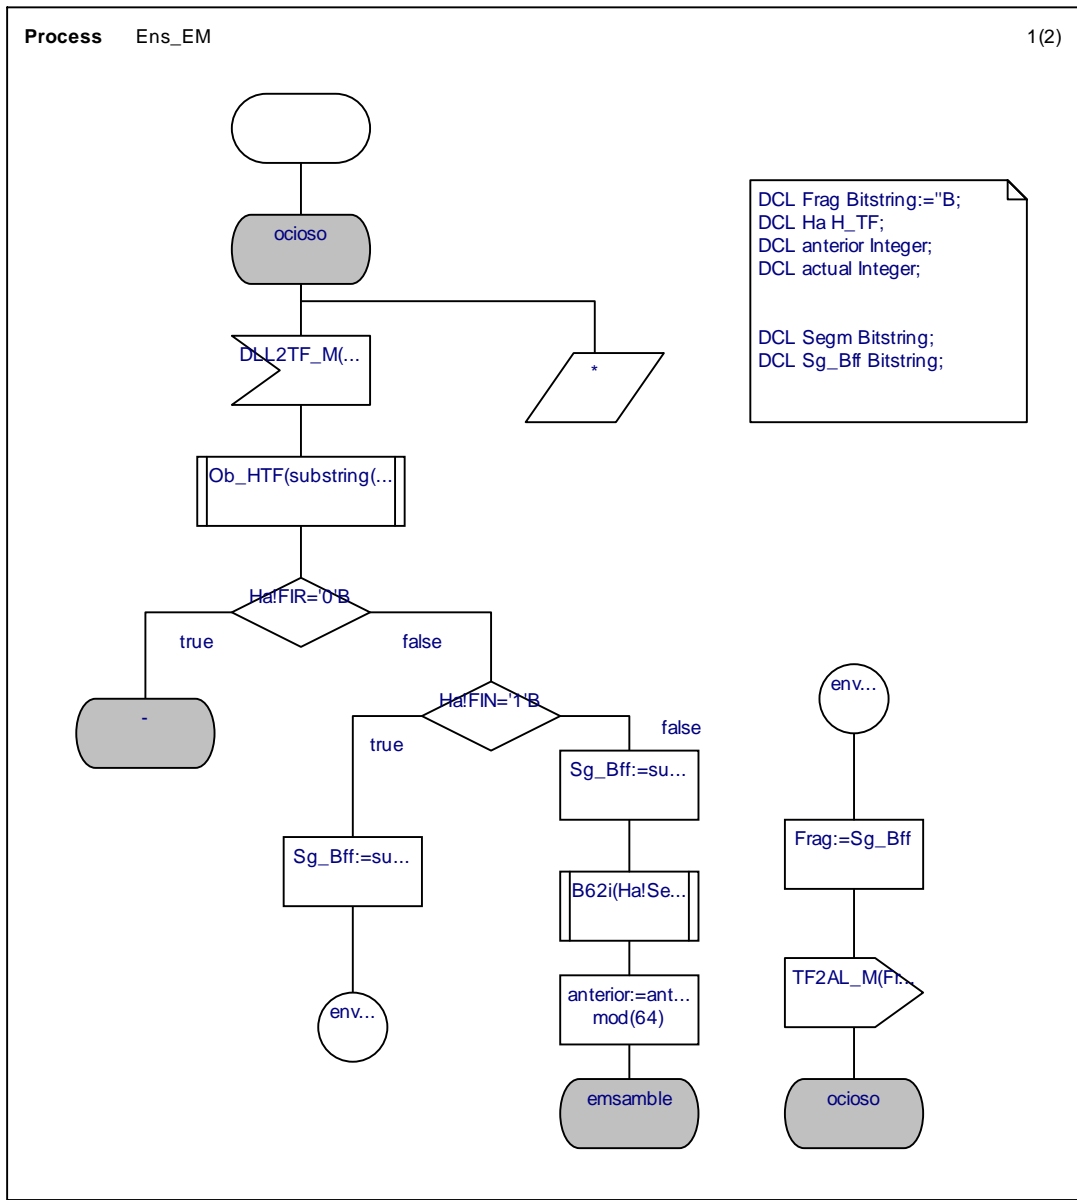 Process Ens_EM 1(2)
ocioso
DCL Frag Bitstring:=''B;
DCL Ha H_TF;
DCL anterior Integer;
DCL actual Integer;
DCL Segm Bitstring;
DCL Sg_Bff Bitstring;
DLL2TF_M(...
*
Ob_HTF(substring(...
Ha!FIR='0'B
true
false
-
Ha!FIN='1'B
true
false
env...
Sg_Bff:=su...
Sg_Bff:=su...
Frag:=Sg_Bff
B62i(Ha!Se...
TF2AL_M(Fr...
anterior:=ant...
mod(64)
env...
emsamble
ocioso